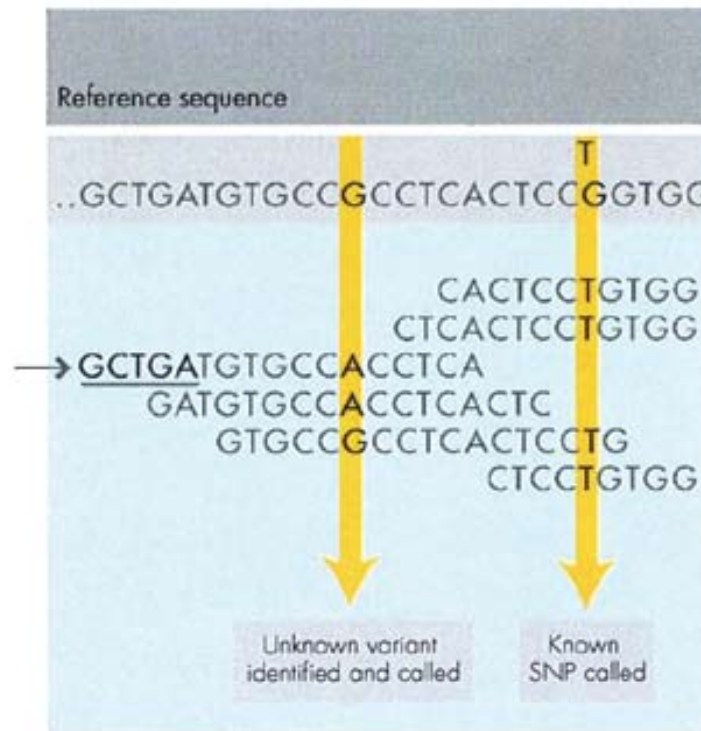 Reference sequence
T
..GCTGATGTGCCGCCTCACTCCGGTGC
CACTCCTGTGG
CTCACTCCTGTGG
GCTGATGTGCCACCTCA
GATGTGCCACCTCACTC
GTGCCGCCTCACTCCTG
CTCCTGTGG
Unknown variant
identified and called
Known
SNP called